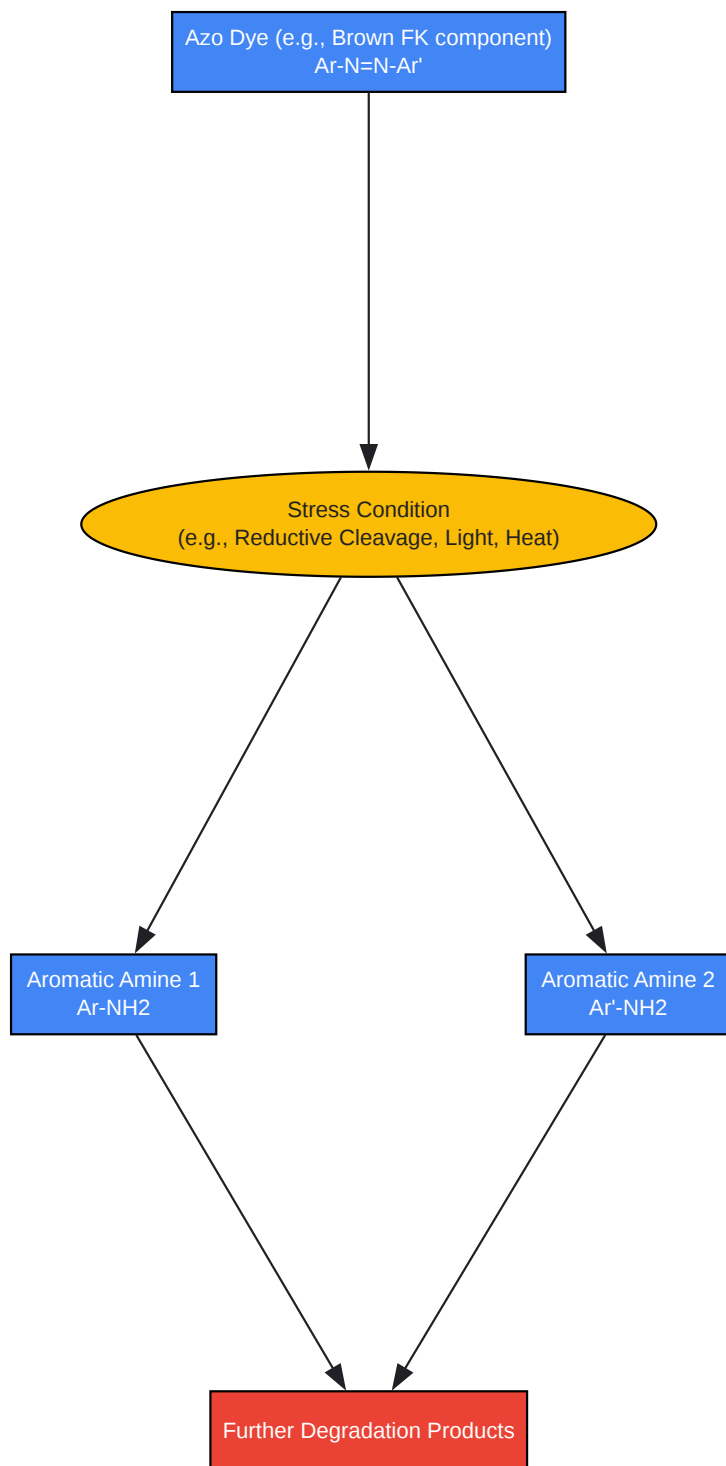 Azo Dye (e.g., Brown FK component)
Ar-N=N-Ar'
Stress Condition
(e.g., Reductive Cleavage, Light, Heat)
Aromatic Amine 1
Ar-NH2
Aromatic Amine 2
Ar'-NH2
Further Degradation Products